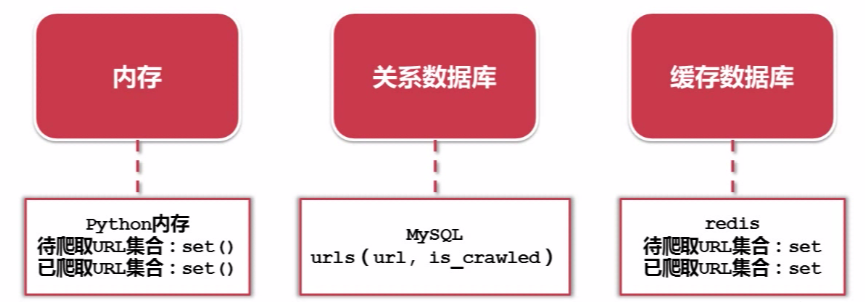 内存
关系数据库
缓存数据库
Python内存
待爬取URL集合：set()
已爬取URL集合：set()
MySQL
urls(url, is_crawled)
redis
待爬取URL集合：set
已爬取URL集合：set